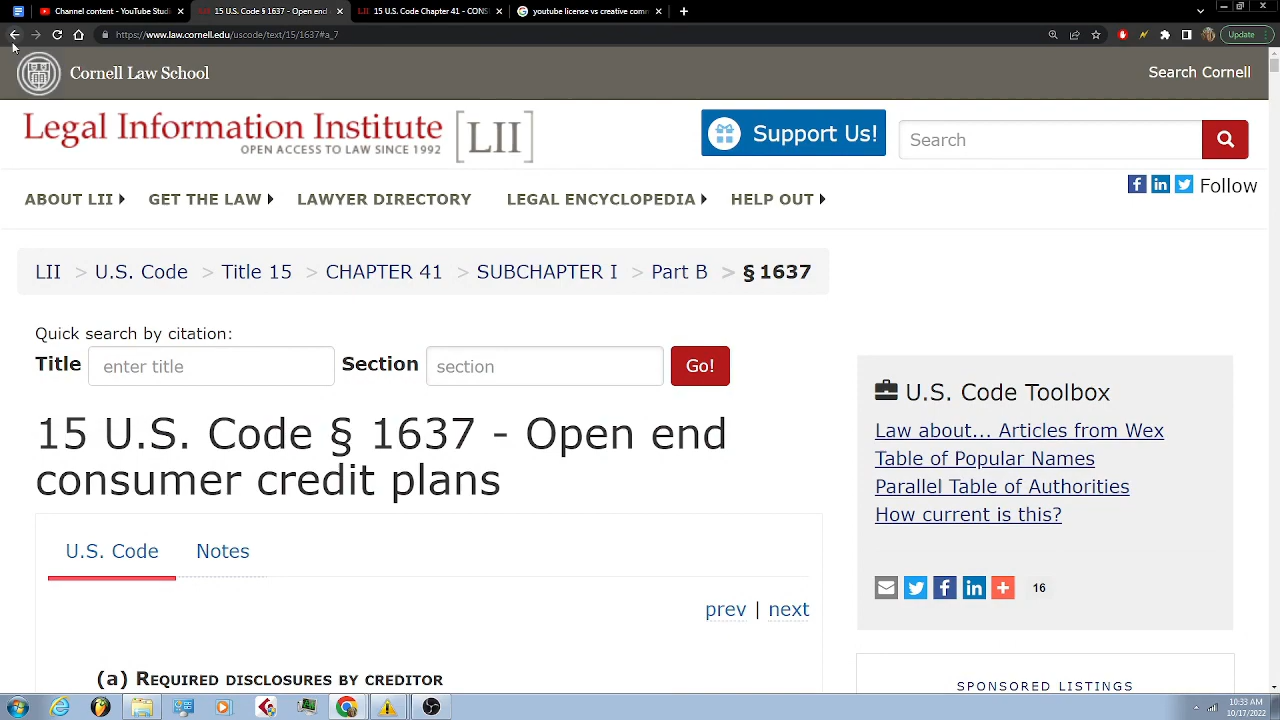 Channel content - YouTube Studi
15 U.S. Code § 1637 - Open end
15 U.S. Code Chapter 41 - CONS
youtube license vs creative comm
https://www.law.cornell.edu/uscode/text/15/1637#a_7
Update
Cornell Law School
Search Cornell
Legal Information Institute [LII]
OPEN ACCESS TO LAW SINCE 1992
Support Us!
Search
Follow
ABOUT LII
GET THE LAW
LAWYER DIRECTORY
LEGAL ENCYCLOPEDIA
HELP OUT
LII > U.S. Code > Title 15 > CHAPTER 41 > SUBCHAPTER I > Part B > § 1637
Quick search by citation:
Title enter title Section section Go!
15 U.S. Code § 1637 - Open end
consumer credit plans
U.S. Code Notes
prev | next
(a) REQUIRED DISCLOSURES BY CREDITOR
U.S. Code Toolbox
Law about... Articles from Wex
Table of Popular Names
Parallel Table of Authorities
How current is this?
16
SPONSORED LISTINGS
10:33 AM
10/17/2022